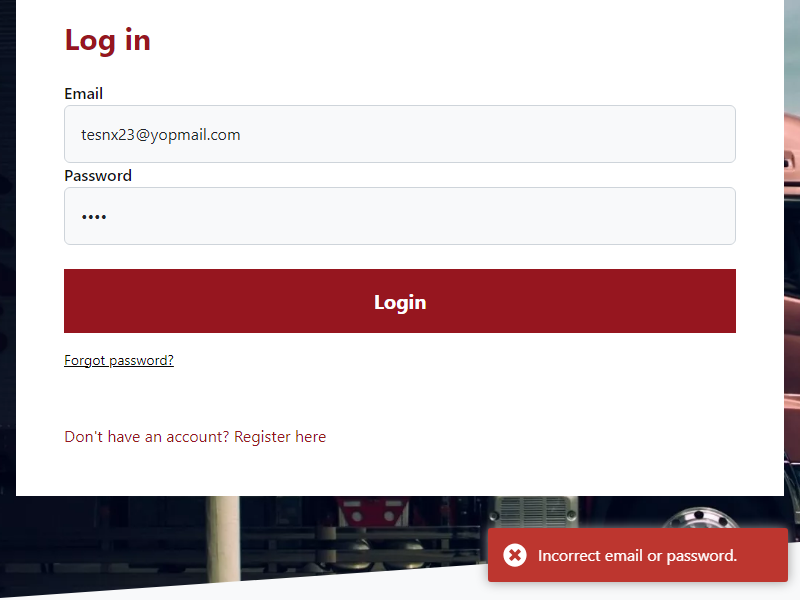 Log in
Email
tesnx23@yopmail.com
Password
••••
Login
Forgot password?
Don't have an account? Register here
Incorrect email or password.